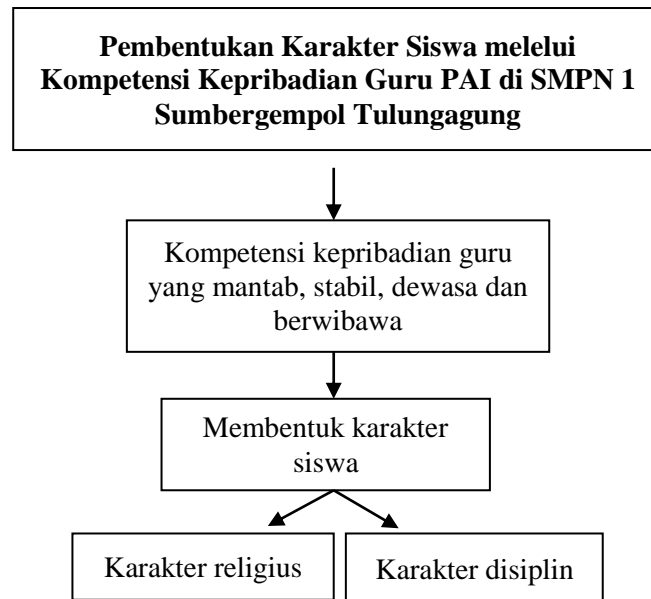 Pembentukan Karakter Siswa melelui
Kompetensi Kepribadian Guru PAI di SMPN 1
Sumbergempol Tulungagung
Kompetensi kepribadian guru
yang mantab, stabil, dewasa dan
berwibawa
Membentuk karakter
siswa
Karakter religius
Karakter disiplin